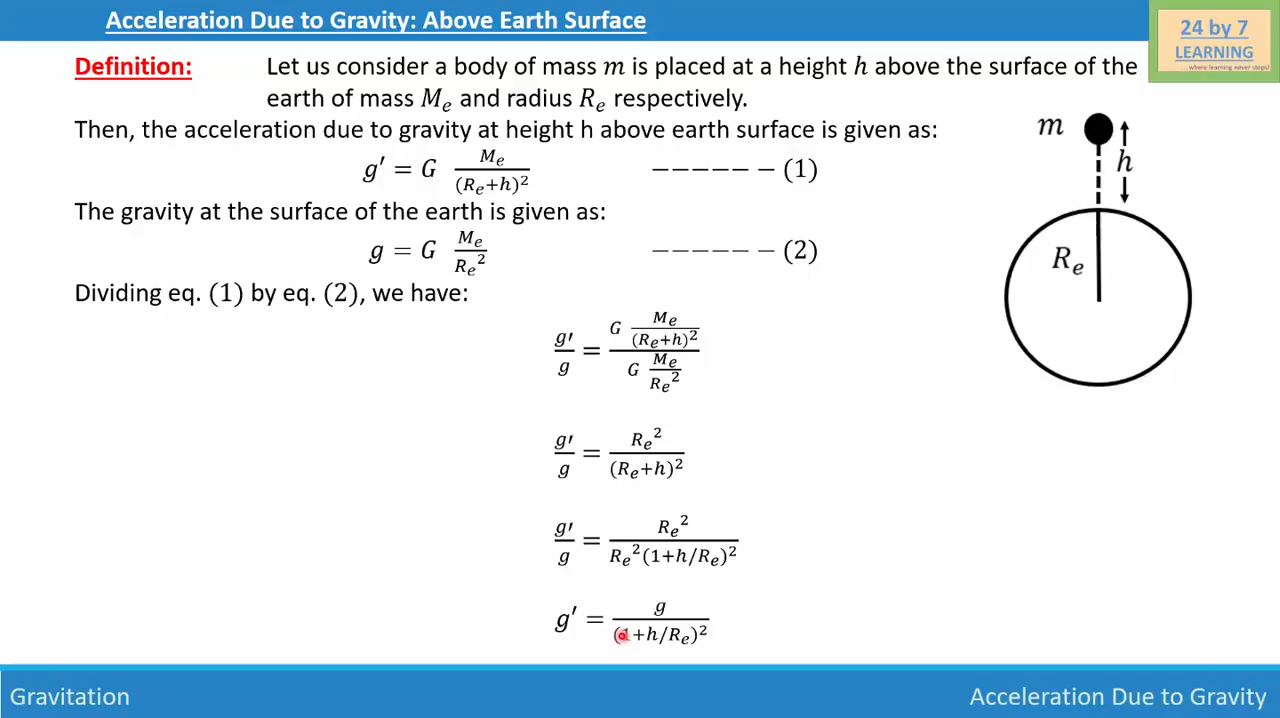 Acceleration Due to Gravity: Above Earth Surface
24 by 7
LEARNING
...where learning never stops!
Definition: Let us consider a body of mass m is placed at a height h above the surface of the
earth of mass Mₑ and radius Rₑ respectively.
Then, the acceleration due to gravity at height h above earth surface is given as:
g′ = G Mₑ/(Rₑ+h)² −−−−−−(1)
The gravity at the surface of the earth is given as:
g = G Mₑ/Rₑ² −−−−−−(2)
Dividing eq. (1) by eq. (2), we have:
g′/g = (G Mₑ/(Rₑ+h)²)/(G Mₑ/Rₑ²)
g′/g = Rₑ²/(Rₑ+h)²
g′/g = Rₑ²/(Rₑ²(1+h/Rₑ)²)
g′ = g/(1+h/Rₑ)²
m
h
Rₑ
Gravitation
Acceleration Due to Gravity